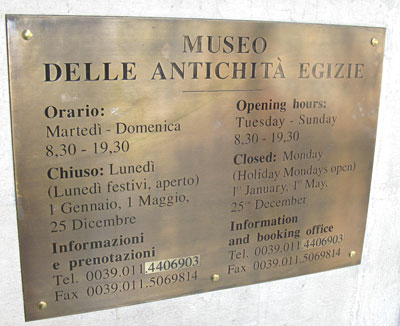 MUSEO
DELLE ANTICHITÀ EGIZIE
Orario:
Martedì - Domenica
8,30 - 19,30
Chiuso: Lunedì
(Lunedì festivi, aperto)
1 Gennaio, 1 Maggio,
25 Dicembre
Informazioni
e prenotazioni
Tel. 0039.011.4406903
Fax 0039.011.5069814
Opening hours:
Tuesday - Sunday
8,30 - 19,30
Closed: Monday
(Holiday Mondays open)
1st January, 1st May,
25th December
Information
and booking office
Tel. 0039.011.4406903
Fax 0039.011.5069814